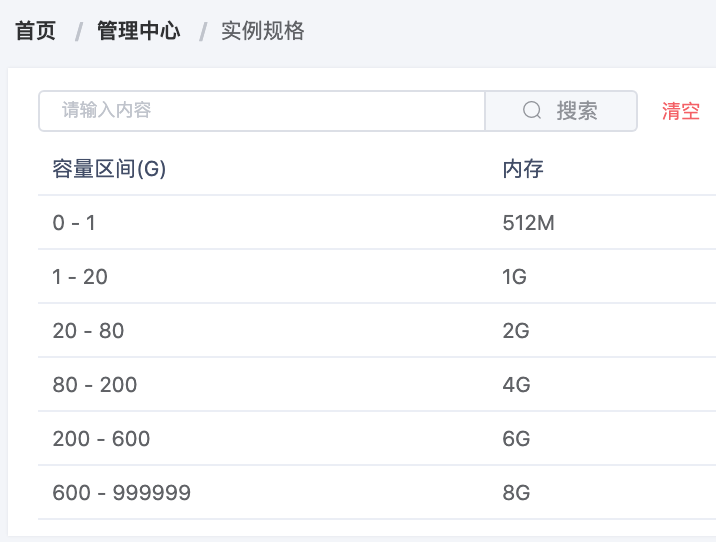 首页 / 管理中心 / 实例规格
请输入内容 搜索 清空
容量区间(G) 内存
0 - 1 512M
1 - 20 1G
20 - 80 2G
80 - 200 4G
200 - 600 6G
600 - 999999 8G